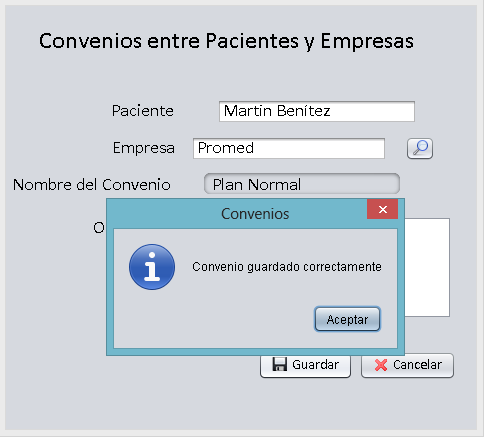 Convenios entre Pacientes y Empresas
Paciente Martin Benítez
Empresa Promed
Nombre del Convenio Plan Normal
Convenios
Convenio guardado correctamente
Aceptar
Guardar Cancelar